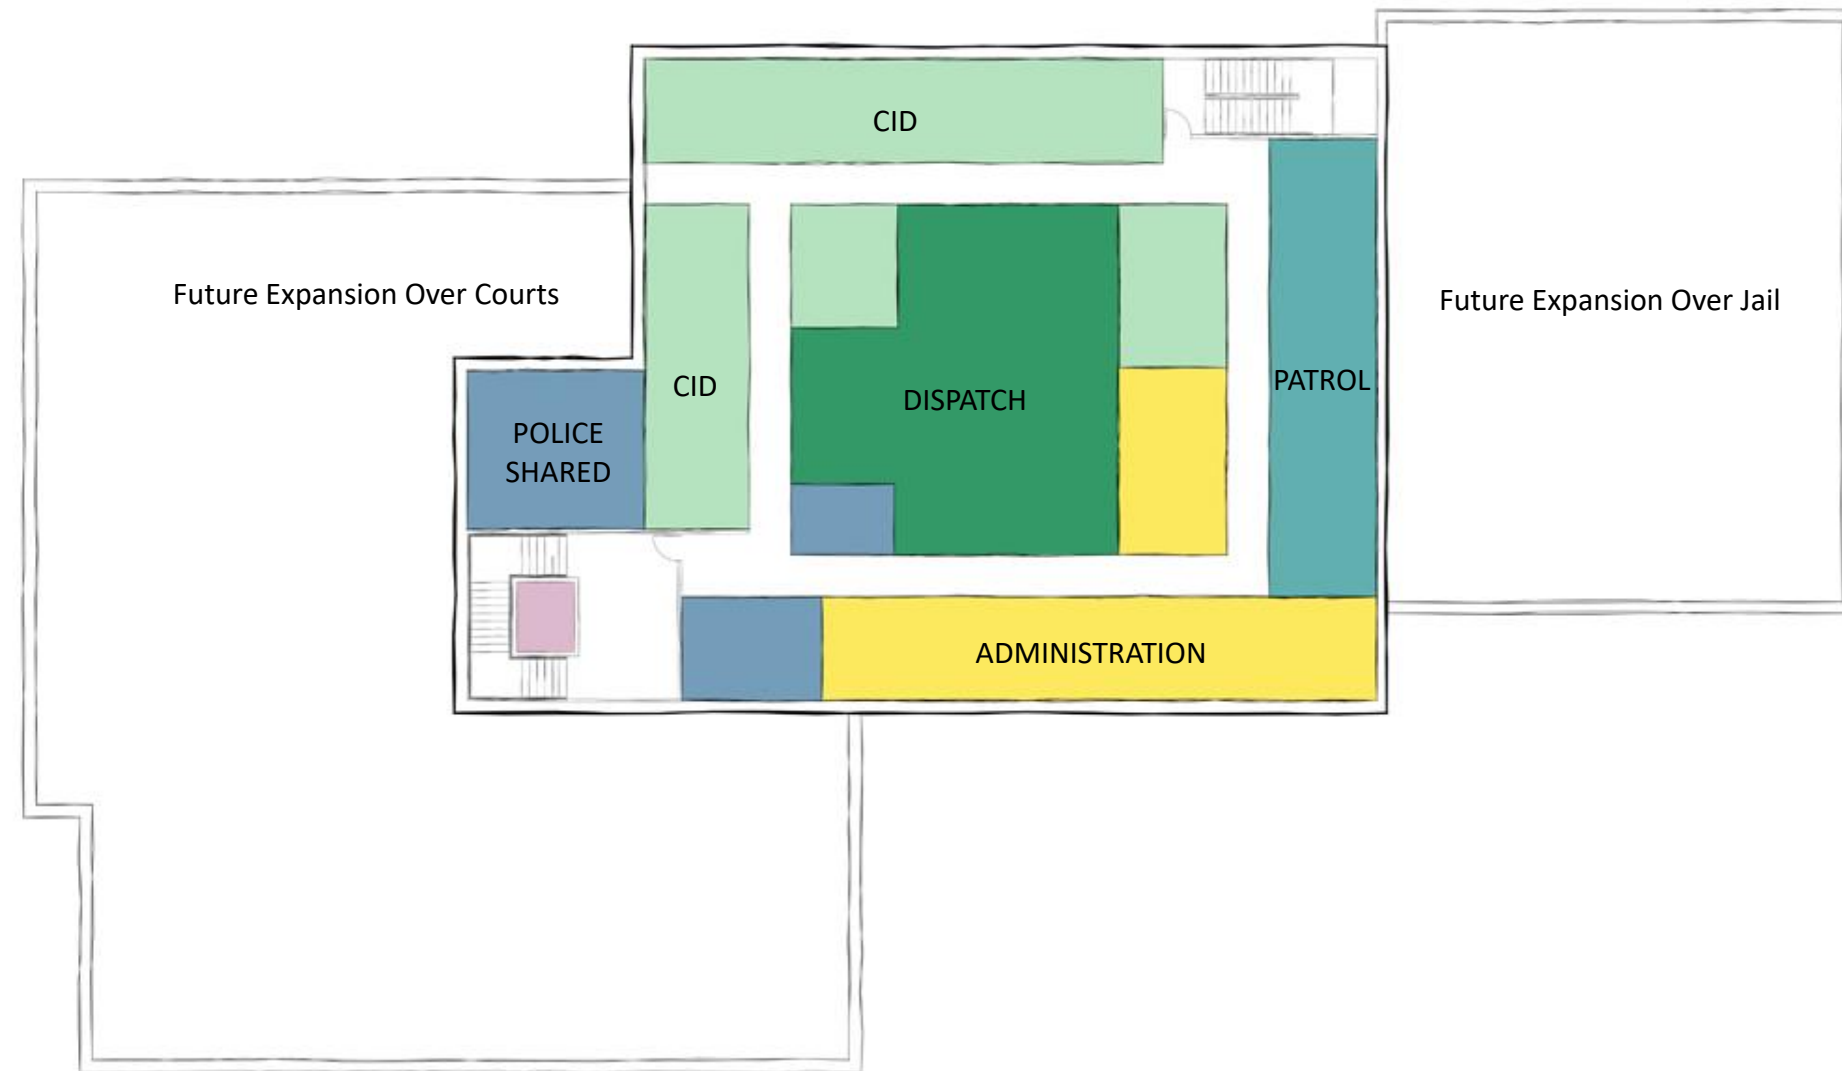 CID
Future Expansion Over Courts
Future Expansion Over Jail
CID
DISPATCH
PATROL
POLICE
SHARED
ADMINISTRATION